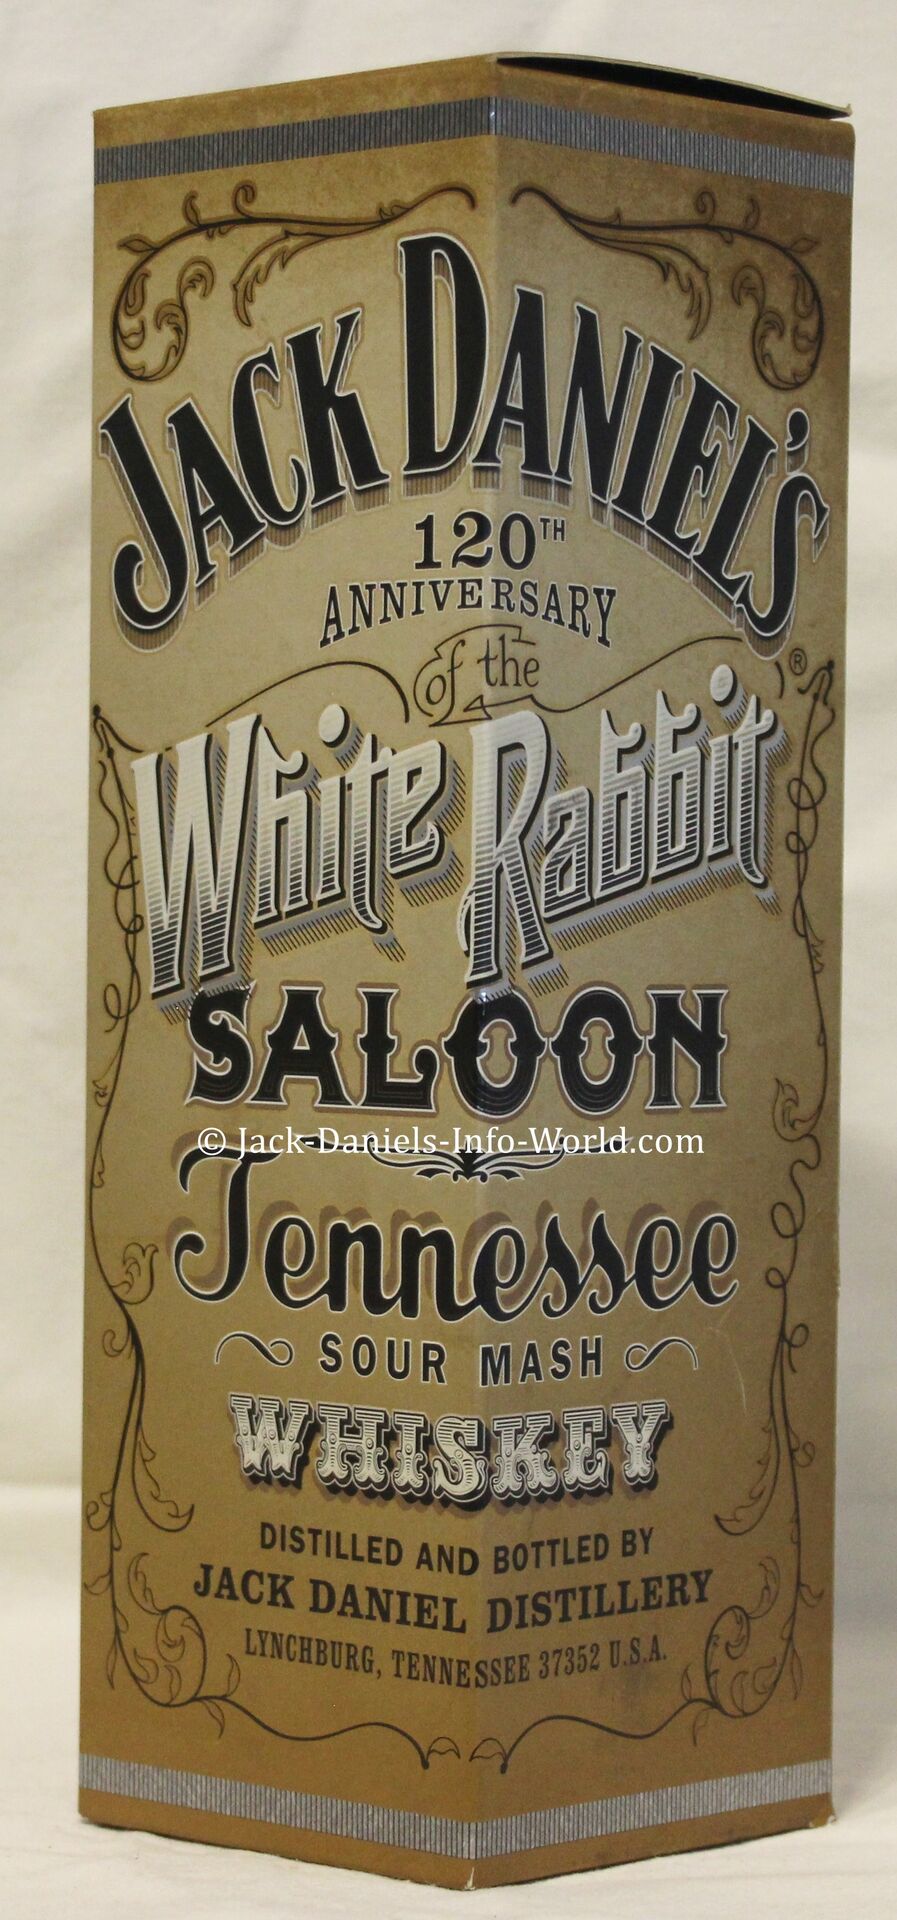 JACK DANIEL'S
120TH
ANNIVERSARY
of the
®
White Rabbit
SALOON
© Jack-Daniels-Info-World.com
Tennessee
SOUR MASH
WHISKEY
DISTILLED AND BOTTLED BY
JACK DANIEL DISTILLERY
LYNCHBURG, TENNESSEE 37352 U.S.A.